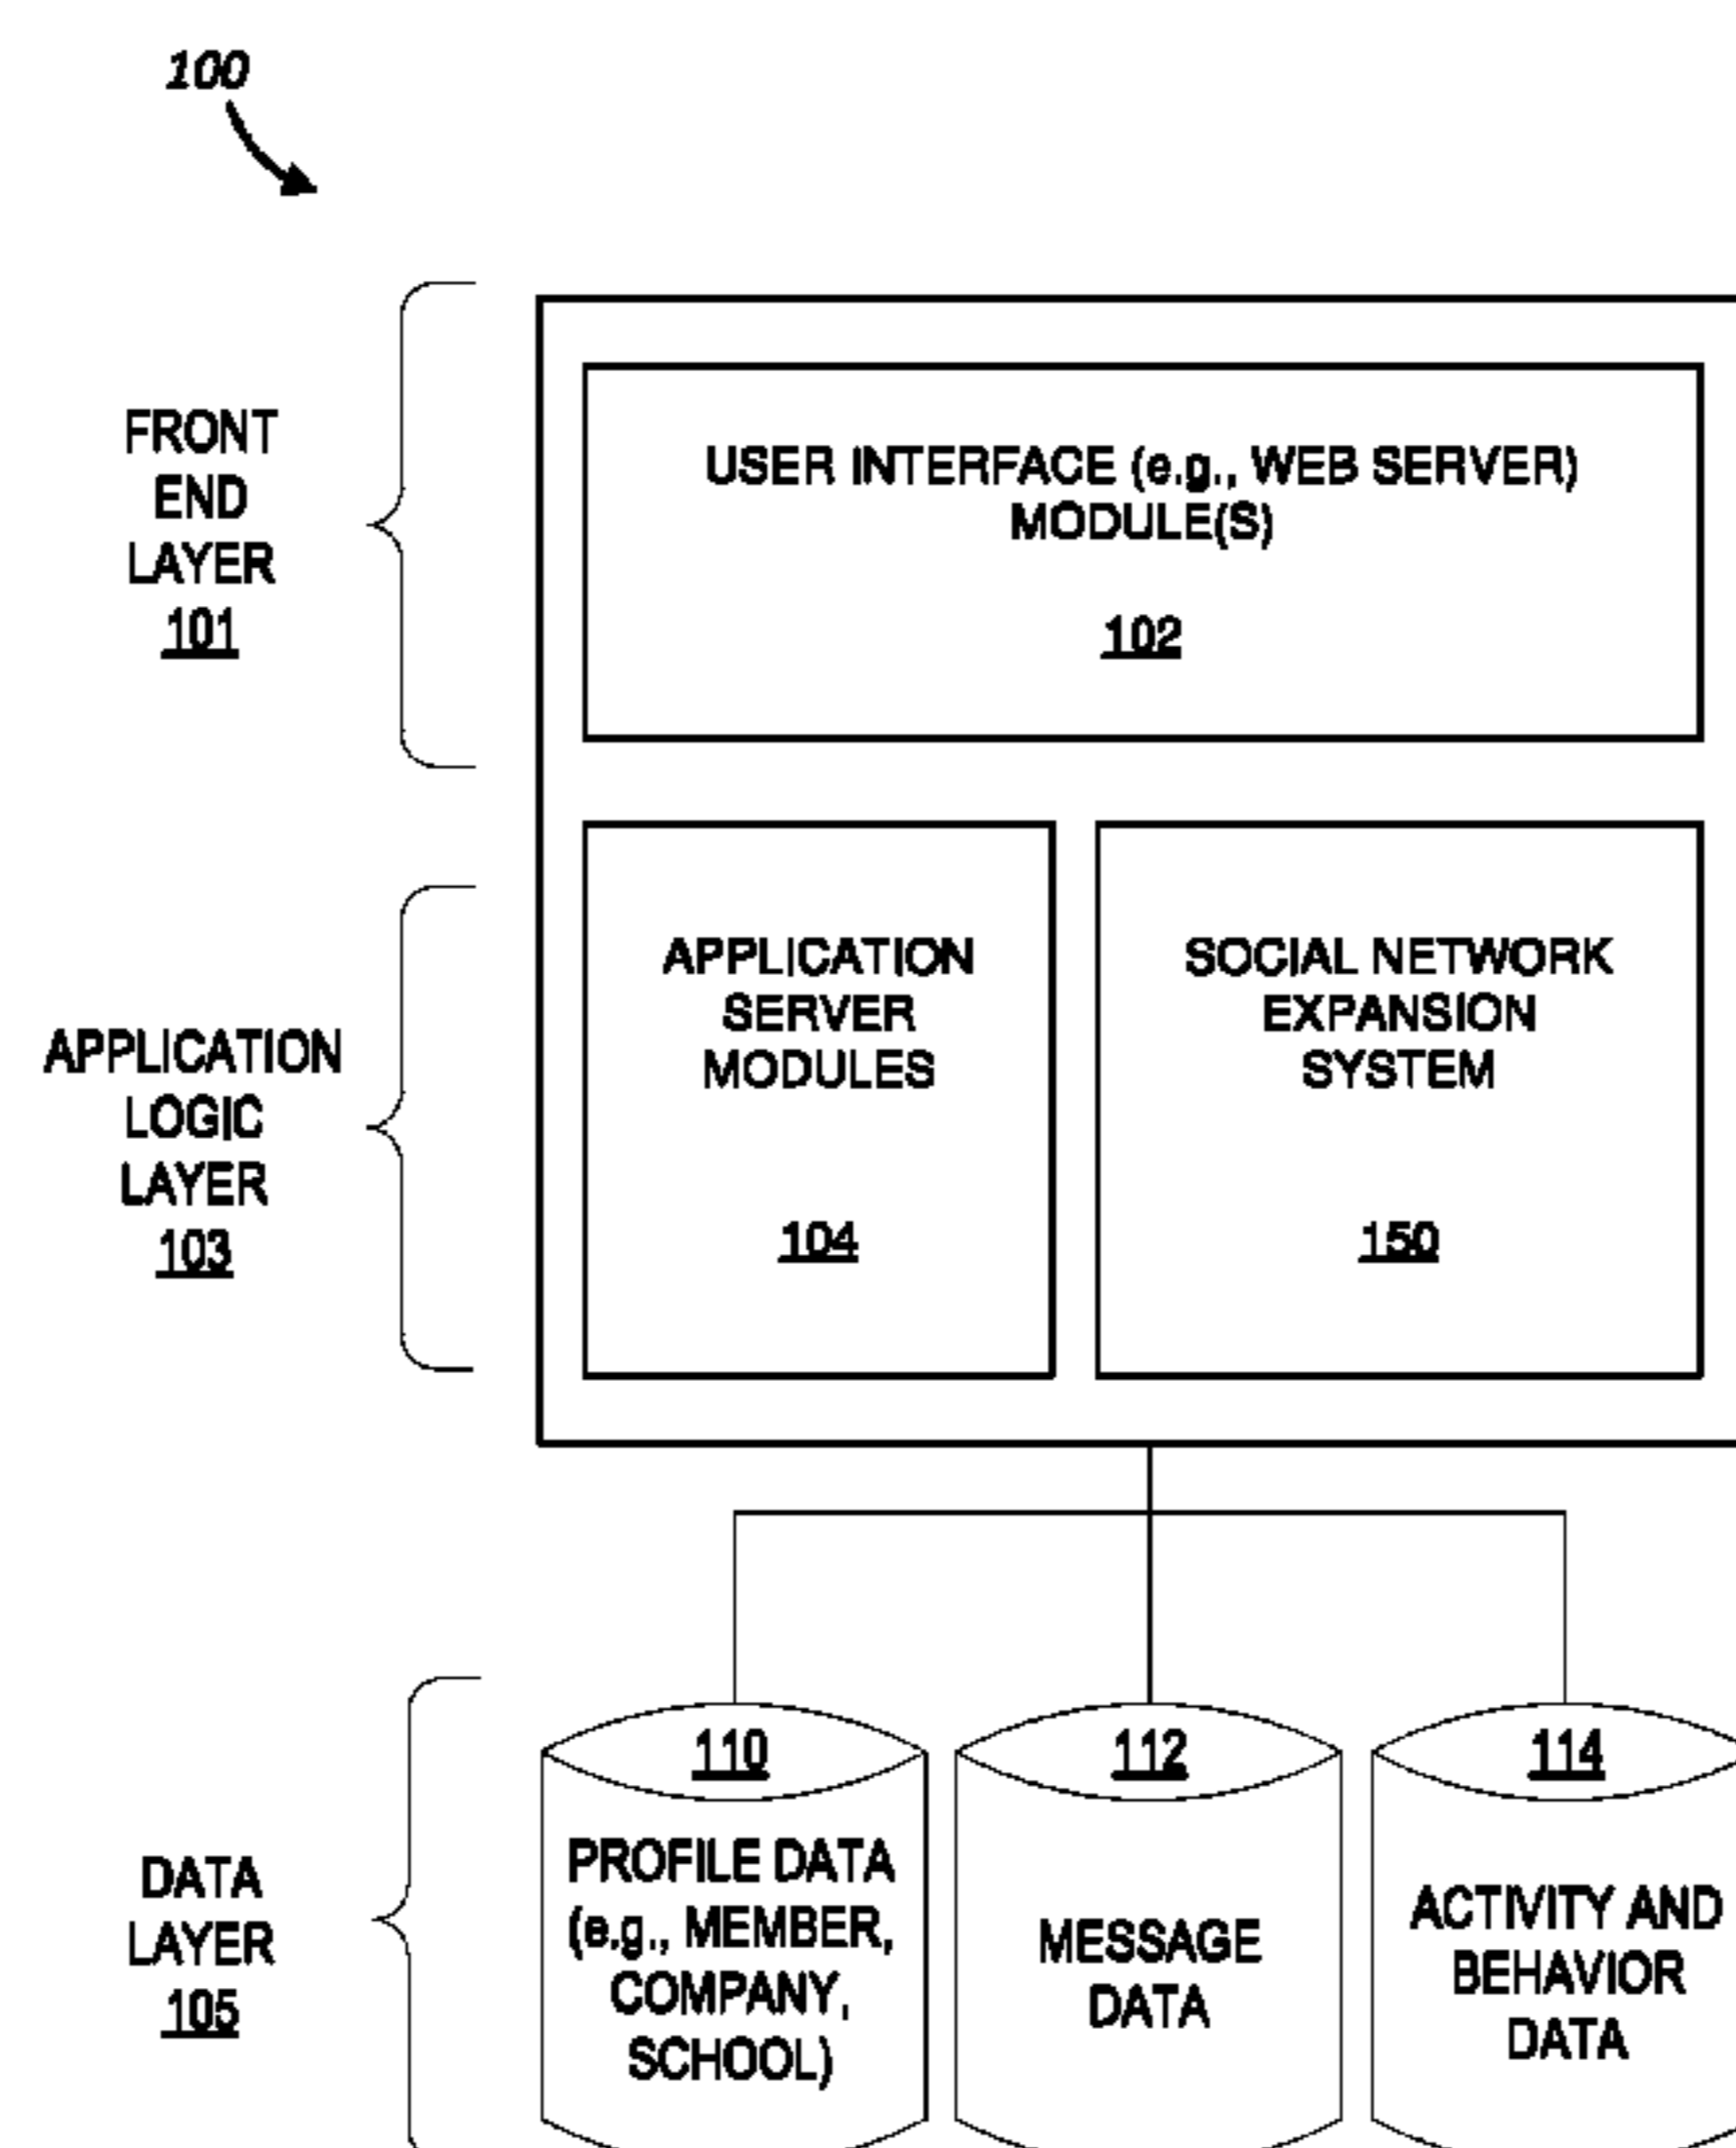 100
FRONT
END
LAYER
101
USER INTERFACE (e.g., WEB SERVER)
MODULE(S)
102
APPLICATION
LOGIC
LAYER
103
APPLICATION
SERVER
MODULES
104
SOCIAL NETWORK
EXPANSION
SYSTEM
150
DATA
LAYER
105
110
PROFILE DATA
(e.g., MEMBER,
COMPANY,
SCHOOL)
112
MESSAGE
DATA
114
ACTIVITY AND
BEHAVIOR
DATA